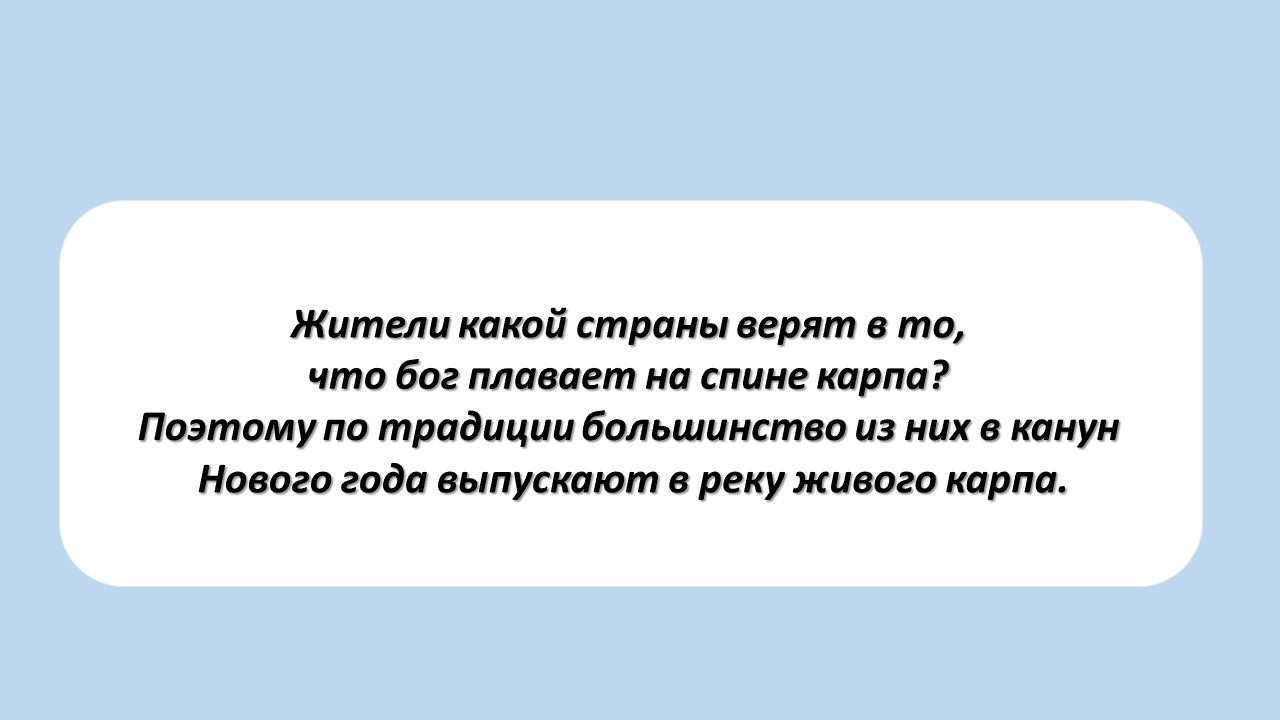 Жители какой страны верят в то,
что бог плавает на спине карпа?
Поэтому по традиции большинство из них в канун
Нового года выпускают в реку живого карпа.